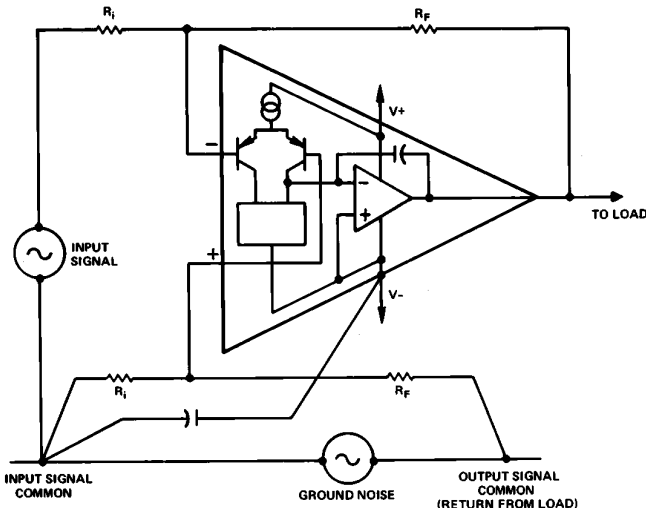 Ri
RF
V+
−
−
+
TO LOAD
INPUT
SIGNAL
+
V-
Ri
RF
INPUT SIGNAL
COMMON
GROUND NOISE
OUTPUT SIGNAL
COMMON
(RETURN FROM LOAD)